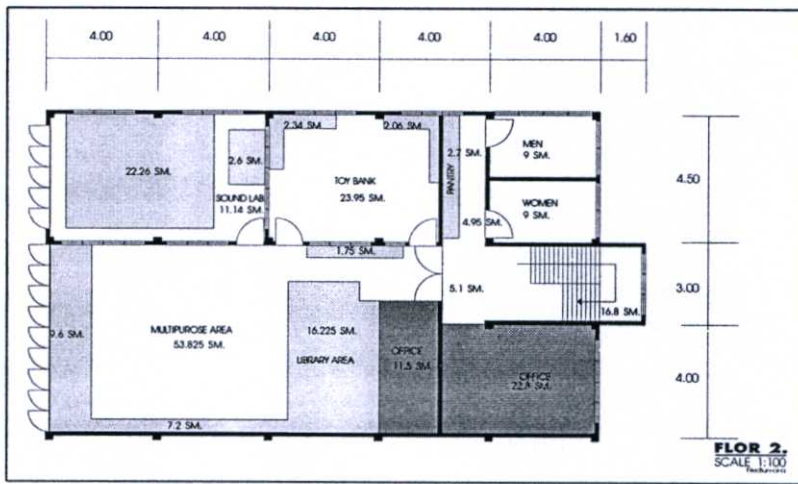 4.00 4.00 4.00 4.00 4.00 1.60
2.34 SM.
2.06 SM.
2.6 SM.
22.26 SM.
SOUND LAB
11.14 SM.
TOY BANK
23.95 SM.
2.7 SM.
PANTRY
4.95 SM.
MEN
9 SM.
WOMEN
9 SM.
4.50
1.75 SM.
5.1 SM.
16.8 SM.
3.00
9.6 SM.
MULTIPUROSE AREA
53.825 SM.
16.225 SM.
LIBRARY AREA
OFFICE
11.5 SM.
OFFICE
22.8 SM.
4.00
7.2 SM.
FLOR 2.
SCALE 1:100